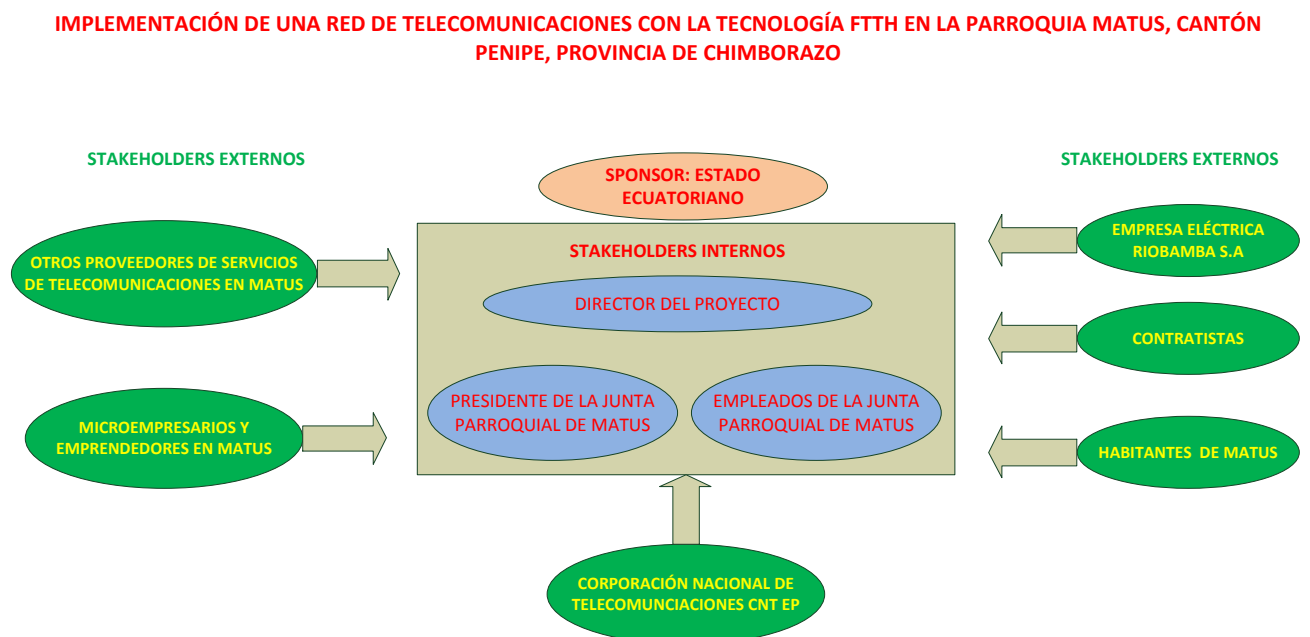 IMPLEMENTACIÓN DE UNA RED DE TELECOMUNICACIONES CON LA TECNOLOGÍA FTTH EN LA PARROQUIA MATUS, CANTÓN
PENIPE, PROVINCIA DE CHIMBORAZO
STAKEHOLDERS EXTERNOS
OTROS PROVEEDORES DE SERVICIOS
DE TELECOMUNICACIONES EN MATUS
MICROEMPRESARIOS Y
EMPRENDEDORES EN MATUS
SPONSOR: ESTADO
ECUATORIANO
STAKEHOLDERS INTERNOS
DIRECTOR DEL PROYECTO
PRESIDENTE DE LA JUNTA
PARROQUIAL DE MATUS
EMPLEADOS DE LA JUNTA
PARROQUIAL DE MATUS
CORPORACIÓN NACIONAL DE
TELECOMUNCIACIONES CNT EP
STAKEHOLDERS EXTERNOS
EMPRESA ELÉCTRICA
RIOBAMBA S.A
CONTRATISTAS
HABITANTES DE MATUS